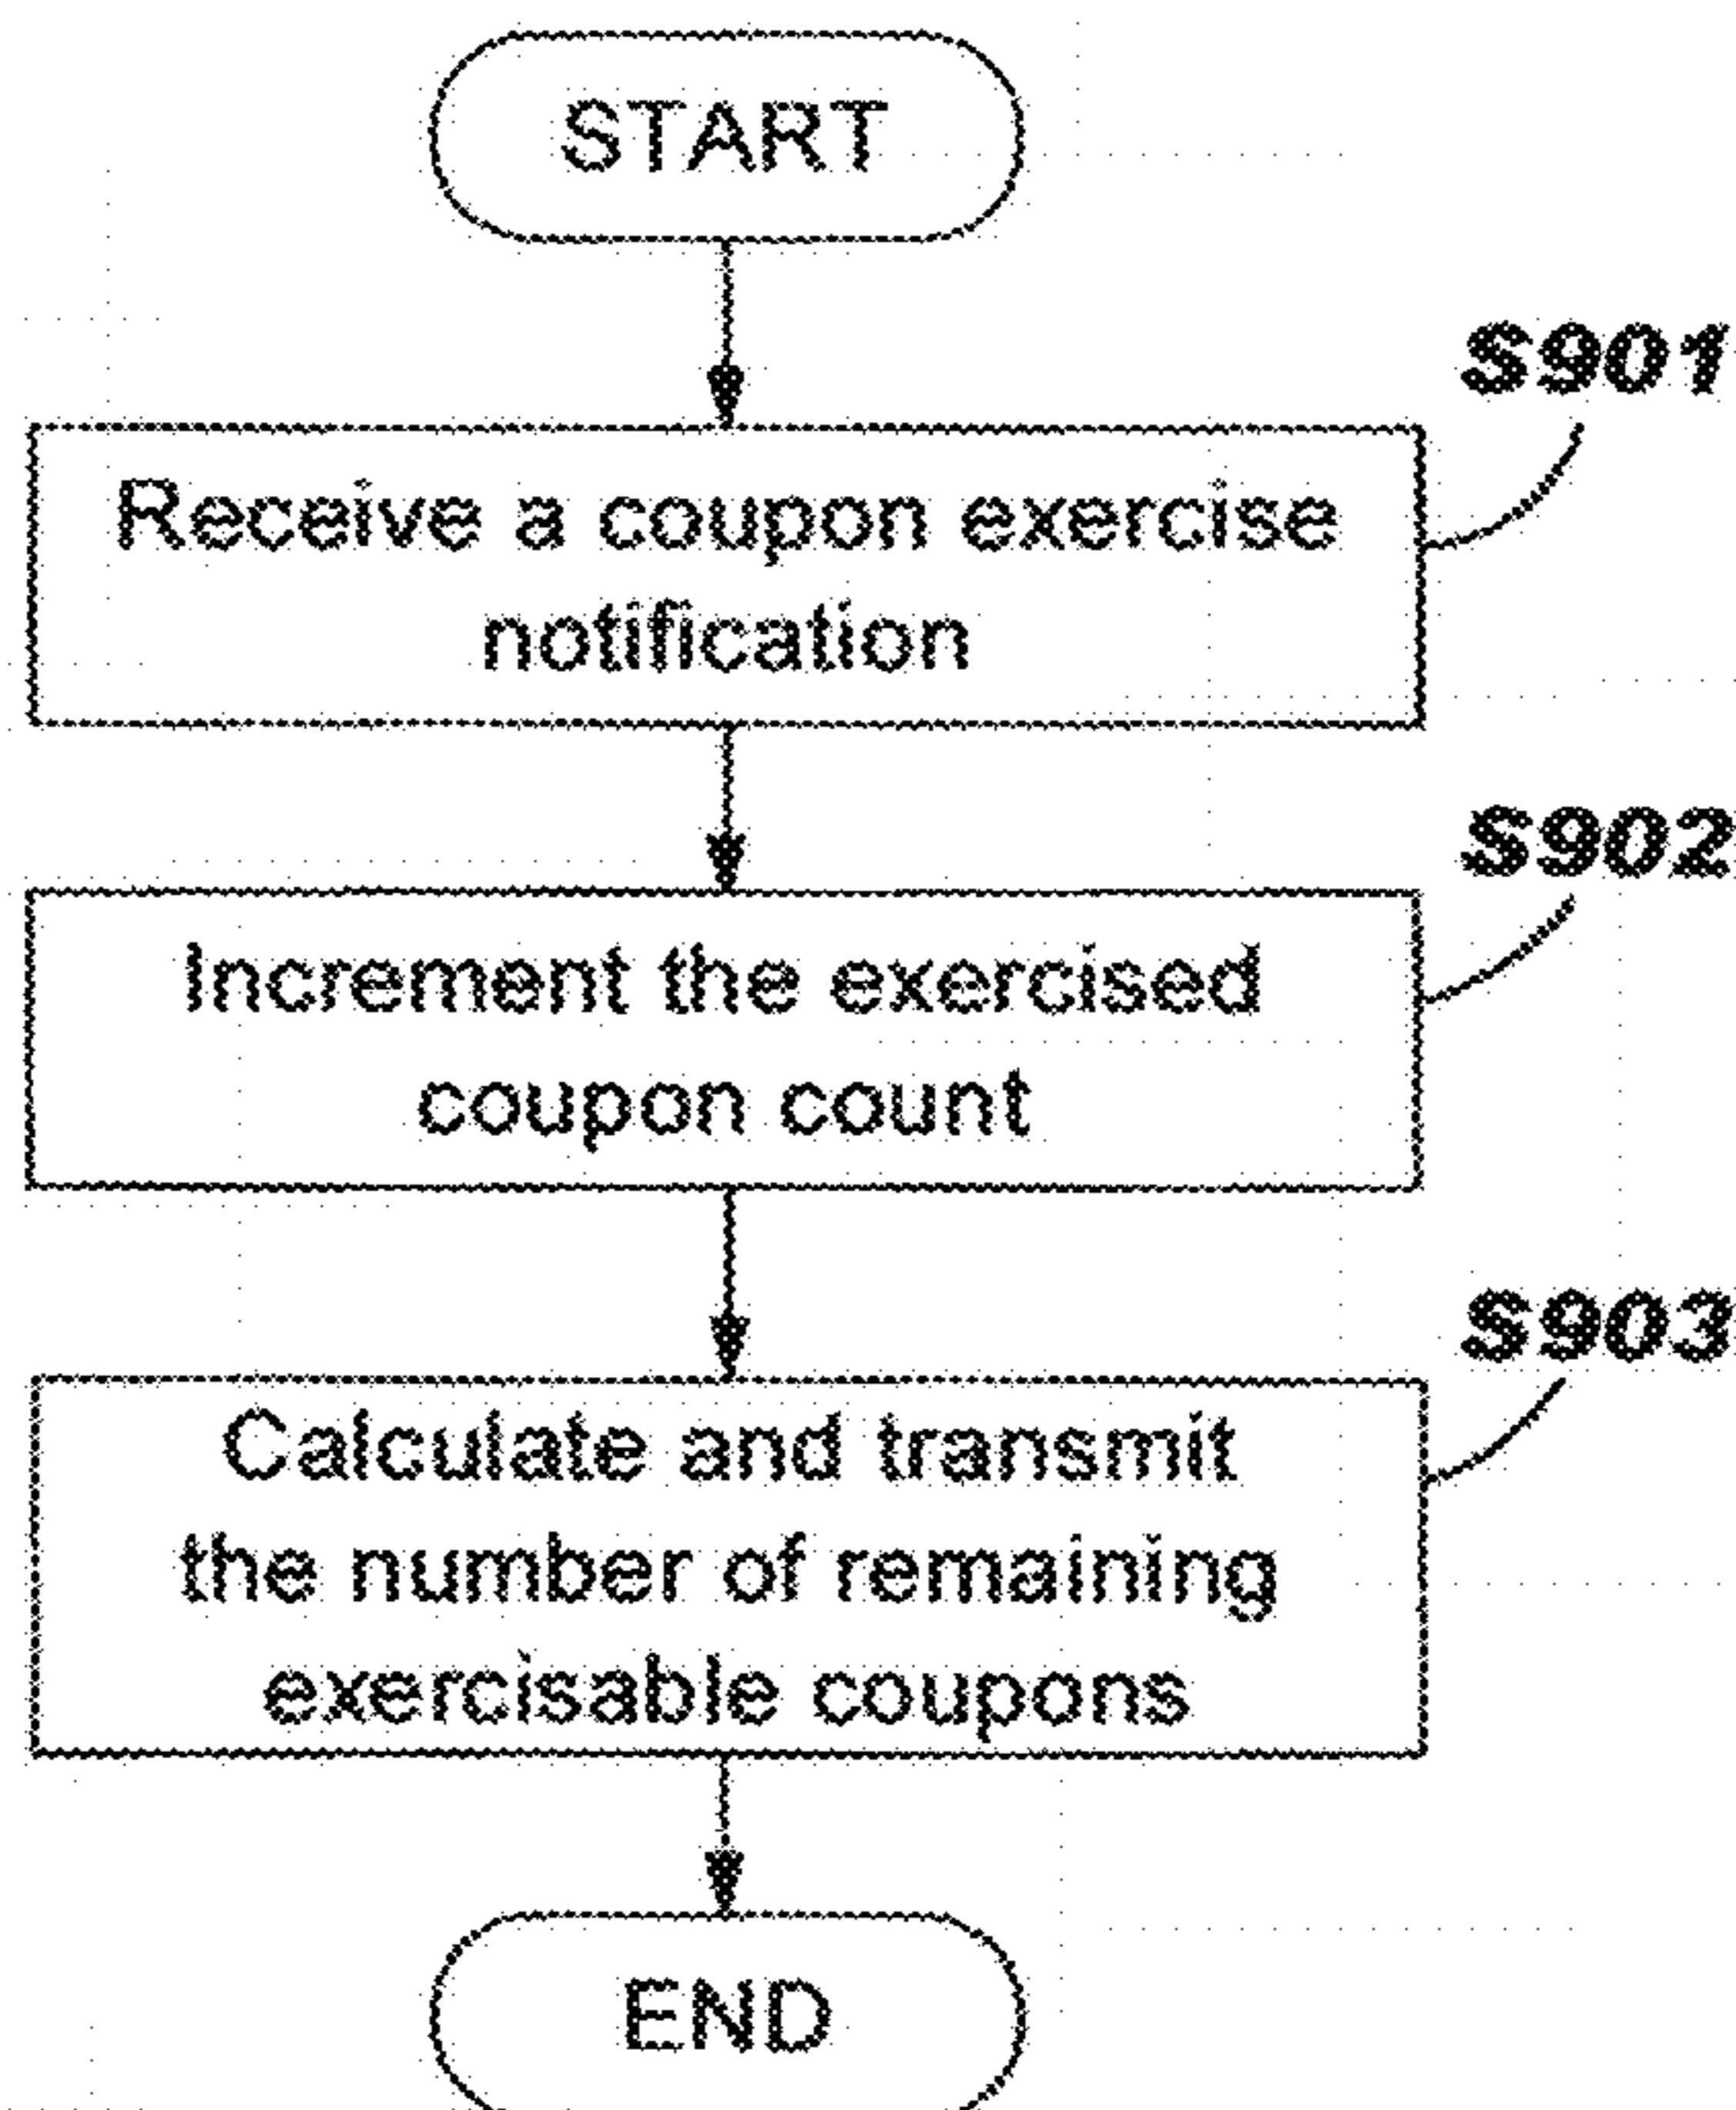 START
S901
Receive a coupon exercise
notification
S902
Increment the exercised
coupon count
S903
Calculate and transmit
the number of remaining
exercisable coupons
END